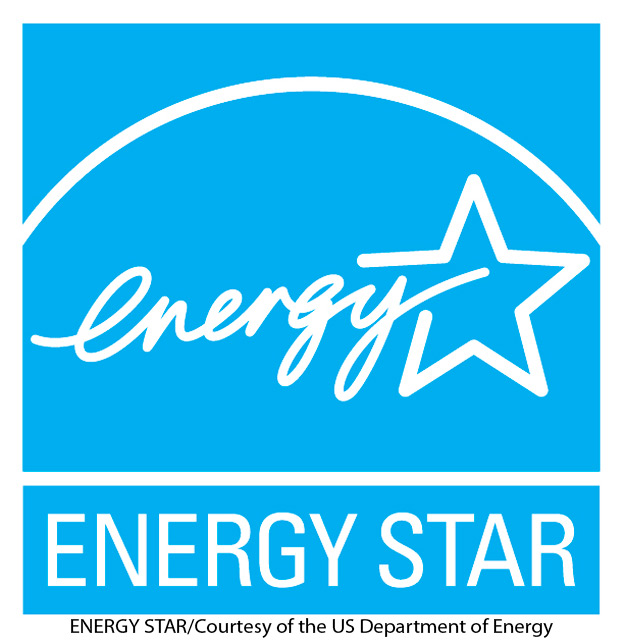 energy
ENERGY STAR
ENERGY STAR/Courtesy of the US Department of Energy